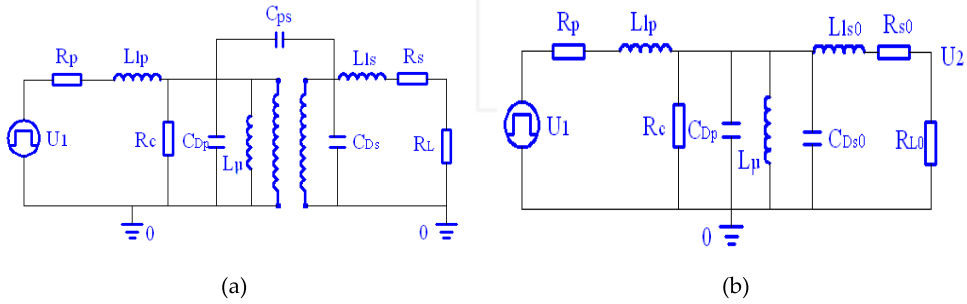 Cps
Rp Llp Lls Rs
U1 Rc CDp Lμ CDs RL
0 0
(a)
Rp Llp Lls0 Rs0 U2
U1 Rc CDp Lμ CDs0 RL0
0
(b)